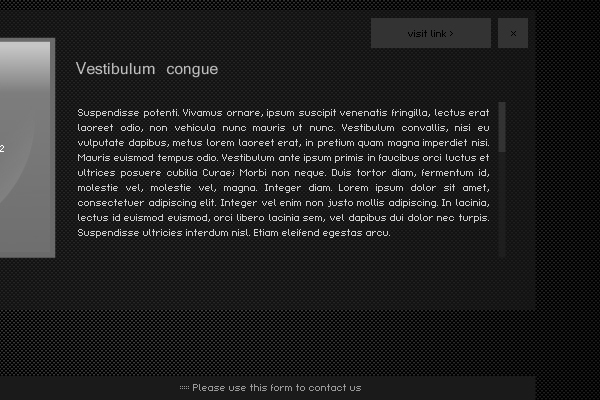 visit link >
×
Vestibulum congue
2
Suspendisse potenti. Vivamus ornare, ipsum suscipit venenatis fringilla, lectus erat
laoreet odio, non vehicula nunc mauris ut nunc. Vestibulum convallis, nisi eu
vulputate dapibus, metus lorem laoreet erat, in pretium quam magna imperdiet nisi.
Mauris euismod tempus odio. Vestibulum ante ipsum primis in faucibus orci luctus et
ultrices posuere cubilia Curae; Morbi non neque. Duis tortor diam, fermentum id,
molestie vel, molestie vel, magna. Integer diam. Lorem ipsum dolor sit amet,
consectetuer adipiscing elit. Integer vel enim non justo mollis adipiscing. In lacinia,
lectus id euismod euismod, orci libero lacinia sem, vel dapibus dui dolor nec turpis.
Suspendisse ultricies interdum nisl. Etiam eleifend egestas arcu.
Please use this form to contact us